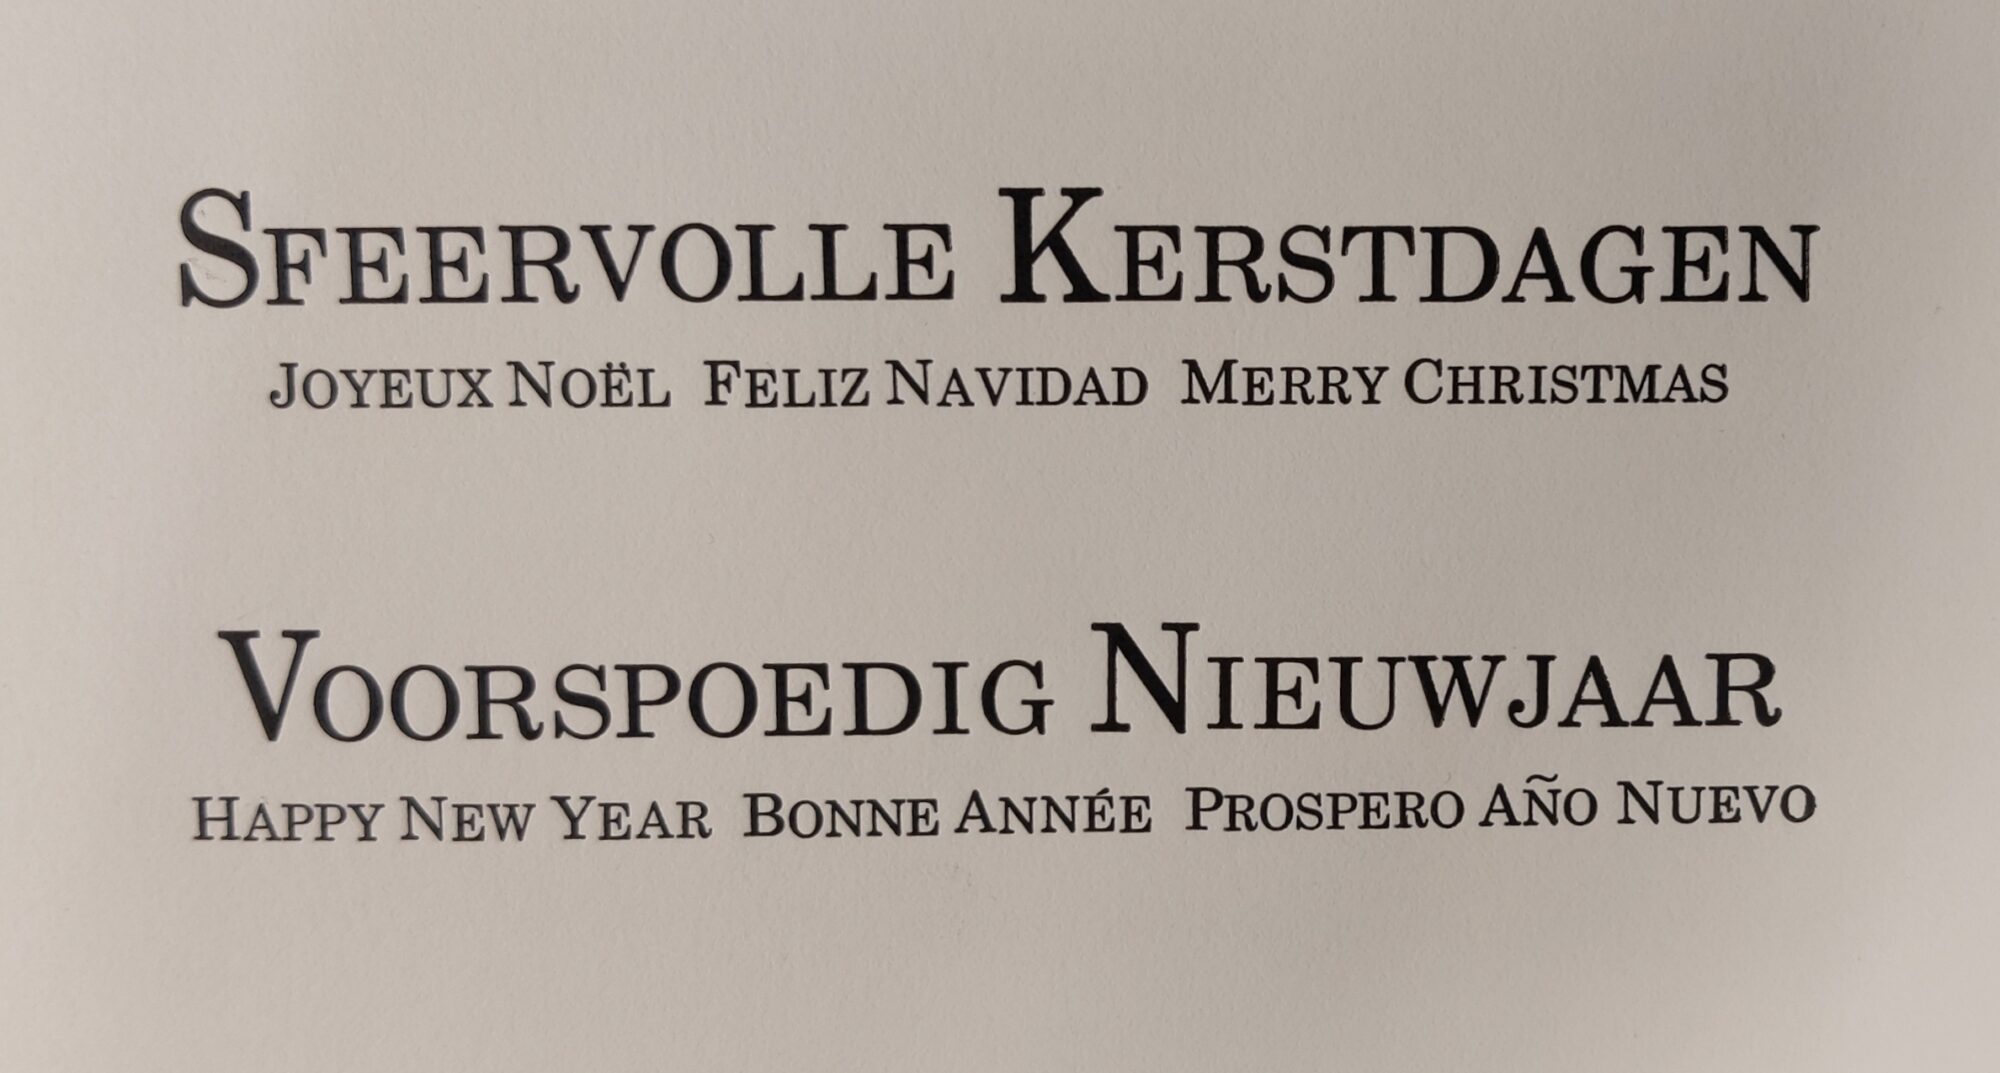 Sfeervolle Kerstdagen
Joyeux Noël Feliz Navidad Merry Christmas
Voorspoedig Nieuwjaar
Happy New Year Bonne Année Prospero Año Nuevo